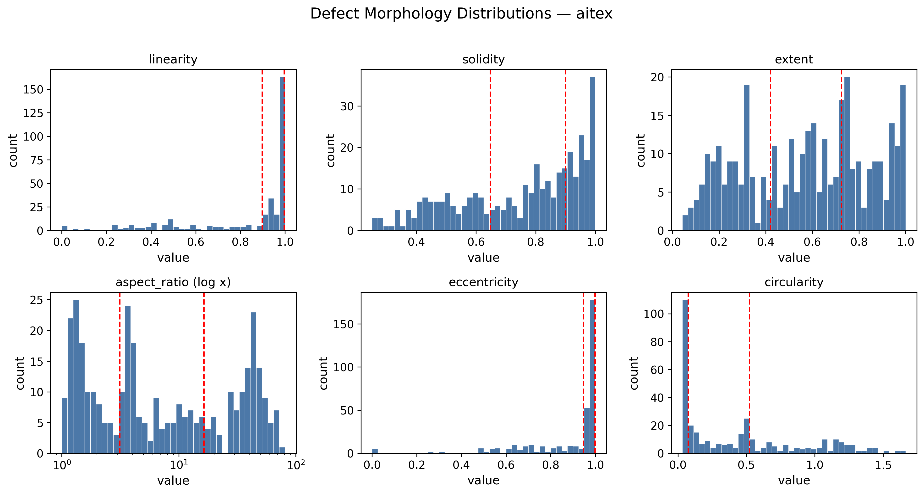 Defect Morphology Distributions — aitex
linearity
solidity
extent
count
150
125
100
75
50
25
0
0.0 0.2 0.4 0.6 0.8 1.0
value
count
30
20
10
0
0.4 0.6 0.8 1.0
value
count
20
15
10
5
0
0.0 0.2 0.4 0.6 0.8 1.0
value
aspect_ratio (log x)
eccentricity
circularity
count
25
20
15
10
5
0
10⁰ 10¹ 10²
value
count
150
100
50
0
0.0 0.2 0.4 0.6 0.8 1.0
value
count
100
80
60
40
20
0
0.0 0.5 1.0 1.5
value